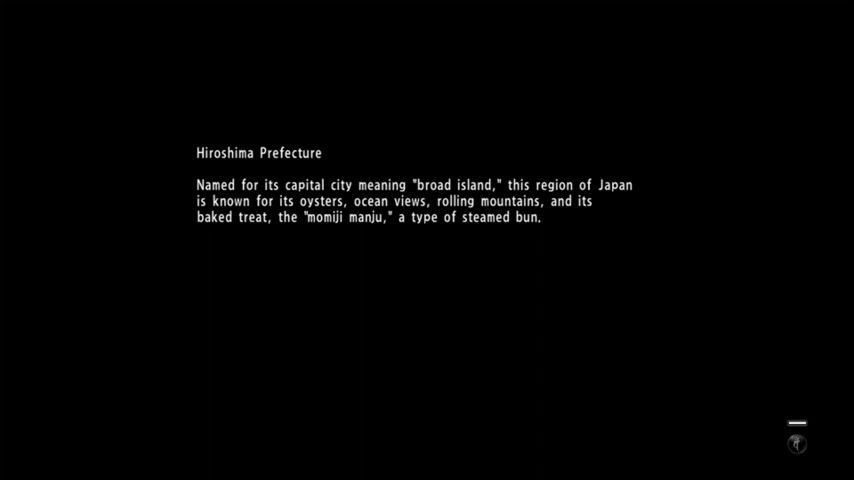 Hiroshima Prefecture
Named for its capital city meaning "broad island," this region of Japan
is known for its oysters, ocean views, rolling mountains, and its
baked treat, the "momiji manju," a type of steamed bun.